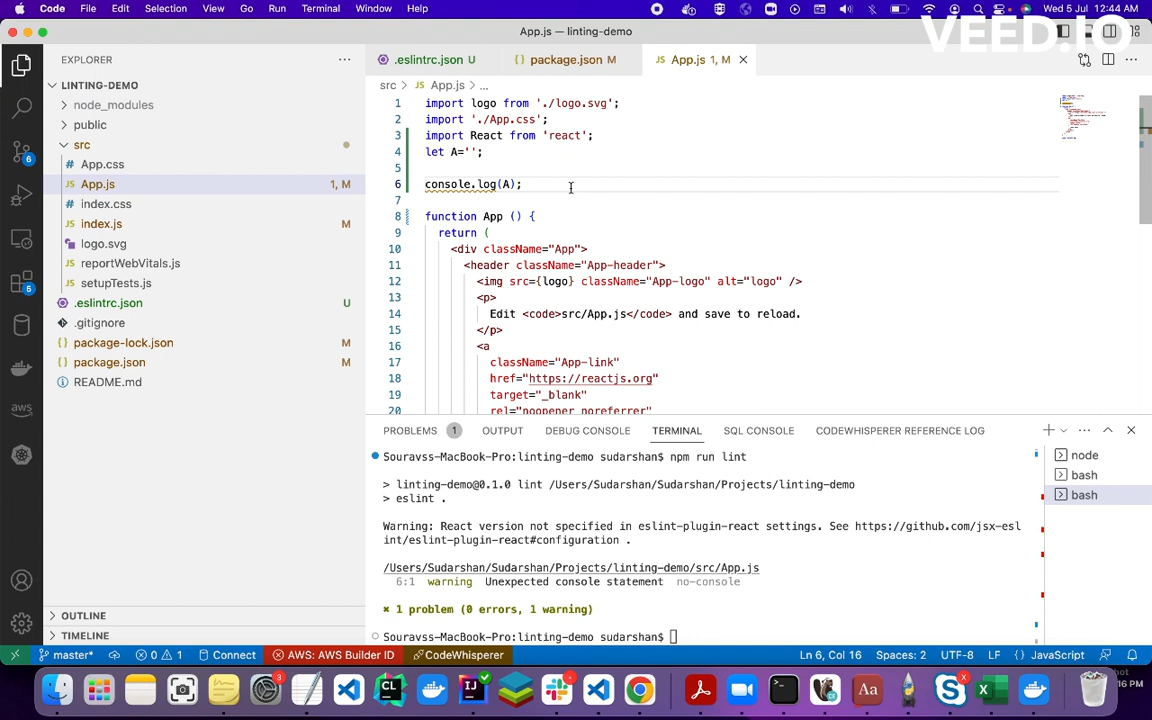 Code File Edit Selection View Go Run Terminal Window Help Wed 5 Jul 12:44 AM
VEED.IO
App.js — linting-demo
EXPLORER
.eslintrc.json U
package.json M
App.js 1, M
LINTING-DEMO
src > App.js > ...
node_modules
public
src
App.css
App.js 1, M
index.css
index.js M
logo.svg
reportWebVitals.js
setupTests.js
.eslintrc.json U
.gitignore
package-lock.json M
package.json M
README.md
OUTLINE
TIMELINE
6
6
1 import logo from './logo.svg';
2 import './App.css';
3 import React from 'react';
4 let A='';
5
6 console.log(A);
7
8 function App () {
9 return (
10 <div className="App">
11 <header className="App-header">
12 <img src={logo} className="App-logo" alt="logo" />
13 <p>
14 Edit <code>src/App.js</code> and save to reload.
15 </p>
16 <a
17 className="App-link"
18 href="https://reactjs.org"
19 target="_blank"
20 rel="noopener noreferrer"
PROBLEMS 1 OUTPUT DEBUG CONSOLE TERMINAL SQL CONSOLE CODEWHISPERER REFERENCE LOG
Souravss-MacBook-Pro:linting-demo sudarshan$ npm run lint
> linting-demo@0.1.0 lint /Users/Sudarshan/Sudarshan/Projects/linting-demo
> eslint .
Warning: React version not specified in eslint-plugin-react settings. See https://github.com/jsx-esl
int/eslint-plugin-react#configuration .
/Users/Sudarshan/Sudarshan/Projects/linting-demo/src/App.js
6:1 warning Unexpected console statement no-console
✖ 1 problem (0 errors, 1 warning)
Souravss-MacBook-Pro:linting-demo sudarshan$
node
bash
bash
master* 0 1 Connect AWS: AWS Builder ID CodeWhisperer Ln 6, Col 16 Spaces: 2 UTF-8 LF {} JavaScript
3